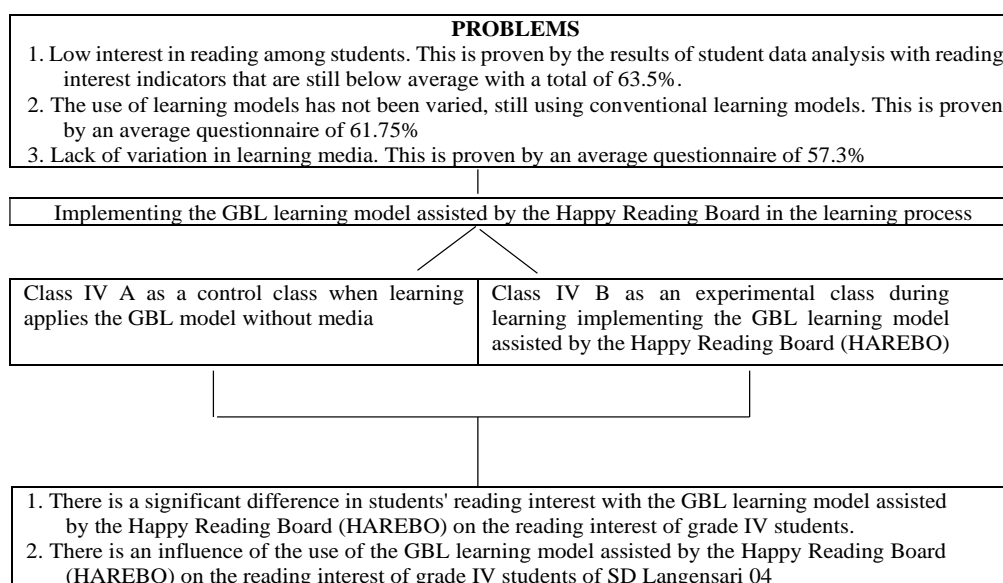 PROBLEMS
1. Low interest in reading among students. This is proven by the results of student data analysis with reading
interest indicators that are still below average with a total of 63.5%.
2. The use of learning models has not been varied, still using conventional learning models. This is proven
by an average questionnaire of 61.75%
3. Lack of variation in learning media. This is proven by an average questionnaire of 57.3%
Implementing the GBL learning model assisted by the Happy Reading Board in the learning process
Class IV A as a control class when learning
applies the GBL model without media
Class IV B as an experimental class during
learning implementing the GBL learning model
assisted by the Happy Reading Board (HAREBO)
1. There is a significant difference in students' reading interest with the GBL learning model assisted
by the Happy Reading Board (HAREBO) on the reading interest of grade IV students.
2. There is an influence of the use of the GBL learning model assisted by the Happy Reading Board
(HAREBO) on the reading interest of grade IV students of SD Langensari 04